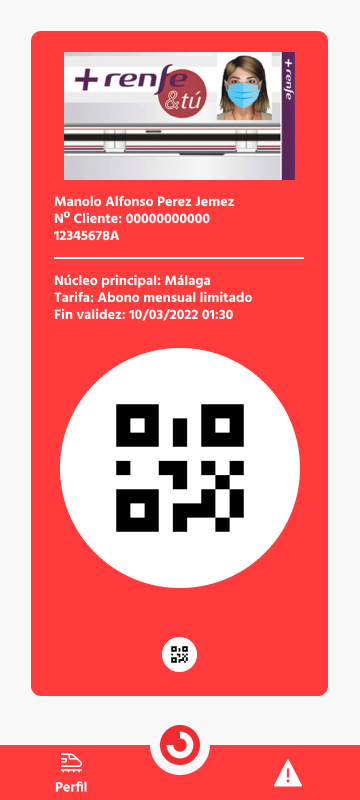 + renfe
&tú
+ renfe
Manolo Alfonso Perez Jemez
Nº Cliente: 00000000000
12345678A
Núcleo principal: Málaga
Tarifa: Abono mensual limitado
Fin validez: 10/03/2022 01:30
Perfil